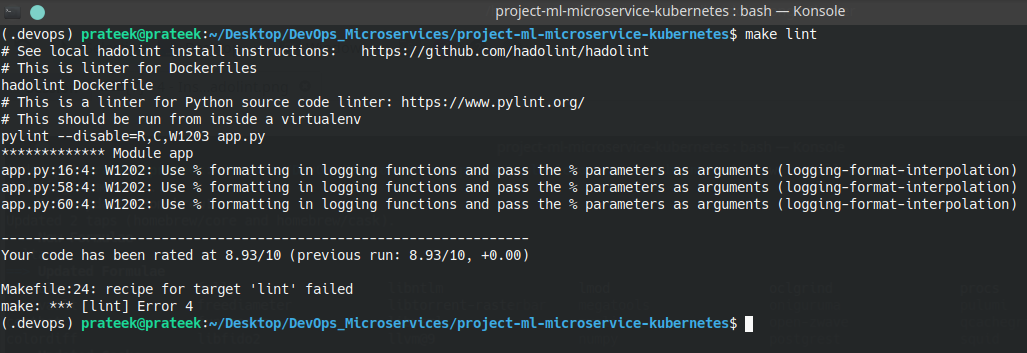 project-ml-microservice-kubernetes : bash — Konsole
(.devops) prateek@prateek:~/Desktop/DevOps_Microservices/project-ml-microservice-kubernetes$ make lint
# See local hadolint install instructions:   https://github.com/hadolint/hadolint
# This is linter for Dockerfiles
hadolint Dockerfile
# This is a linter for Python source code linter: https://www.pylint.org/
# This should be run from inside a virtualenv
pylint --disable=R,C,W1203 app.py
************* Module app
app.py:16:4: W1202: Use % formatting in logging functions and pass the % parameters as arguments (logging-format-interpolation)
app.py:58:4: W1202: Use % formatting in logging functions and pass the % parameters as arguments (logging-format-interpolation)
app.py:60:4: W1202: Use % formatting in logging functions and pass the % parameters as arguments (logging-format-interpolation)
------------------------------------------------------------------
Your code has been rated at 8.93/10 (previous run: 8.93/10, +0.00)
Makefile:24: recipe for target 'lint' failed
make: *** [lint] Error 4
(.devops) prateek@prateek:~/Desktop/DevOps_Microservices/project-ml-microservice-kubernetes$